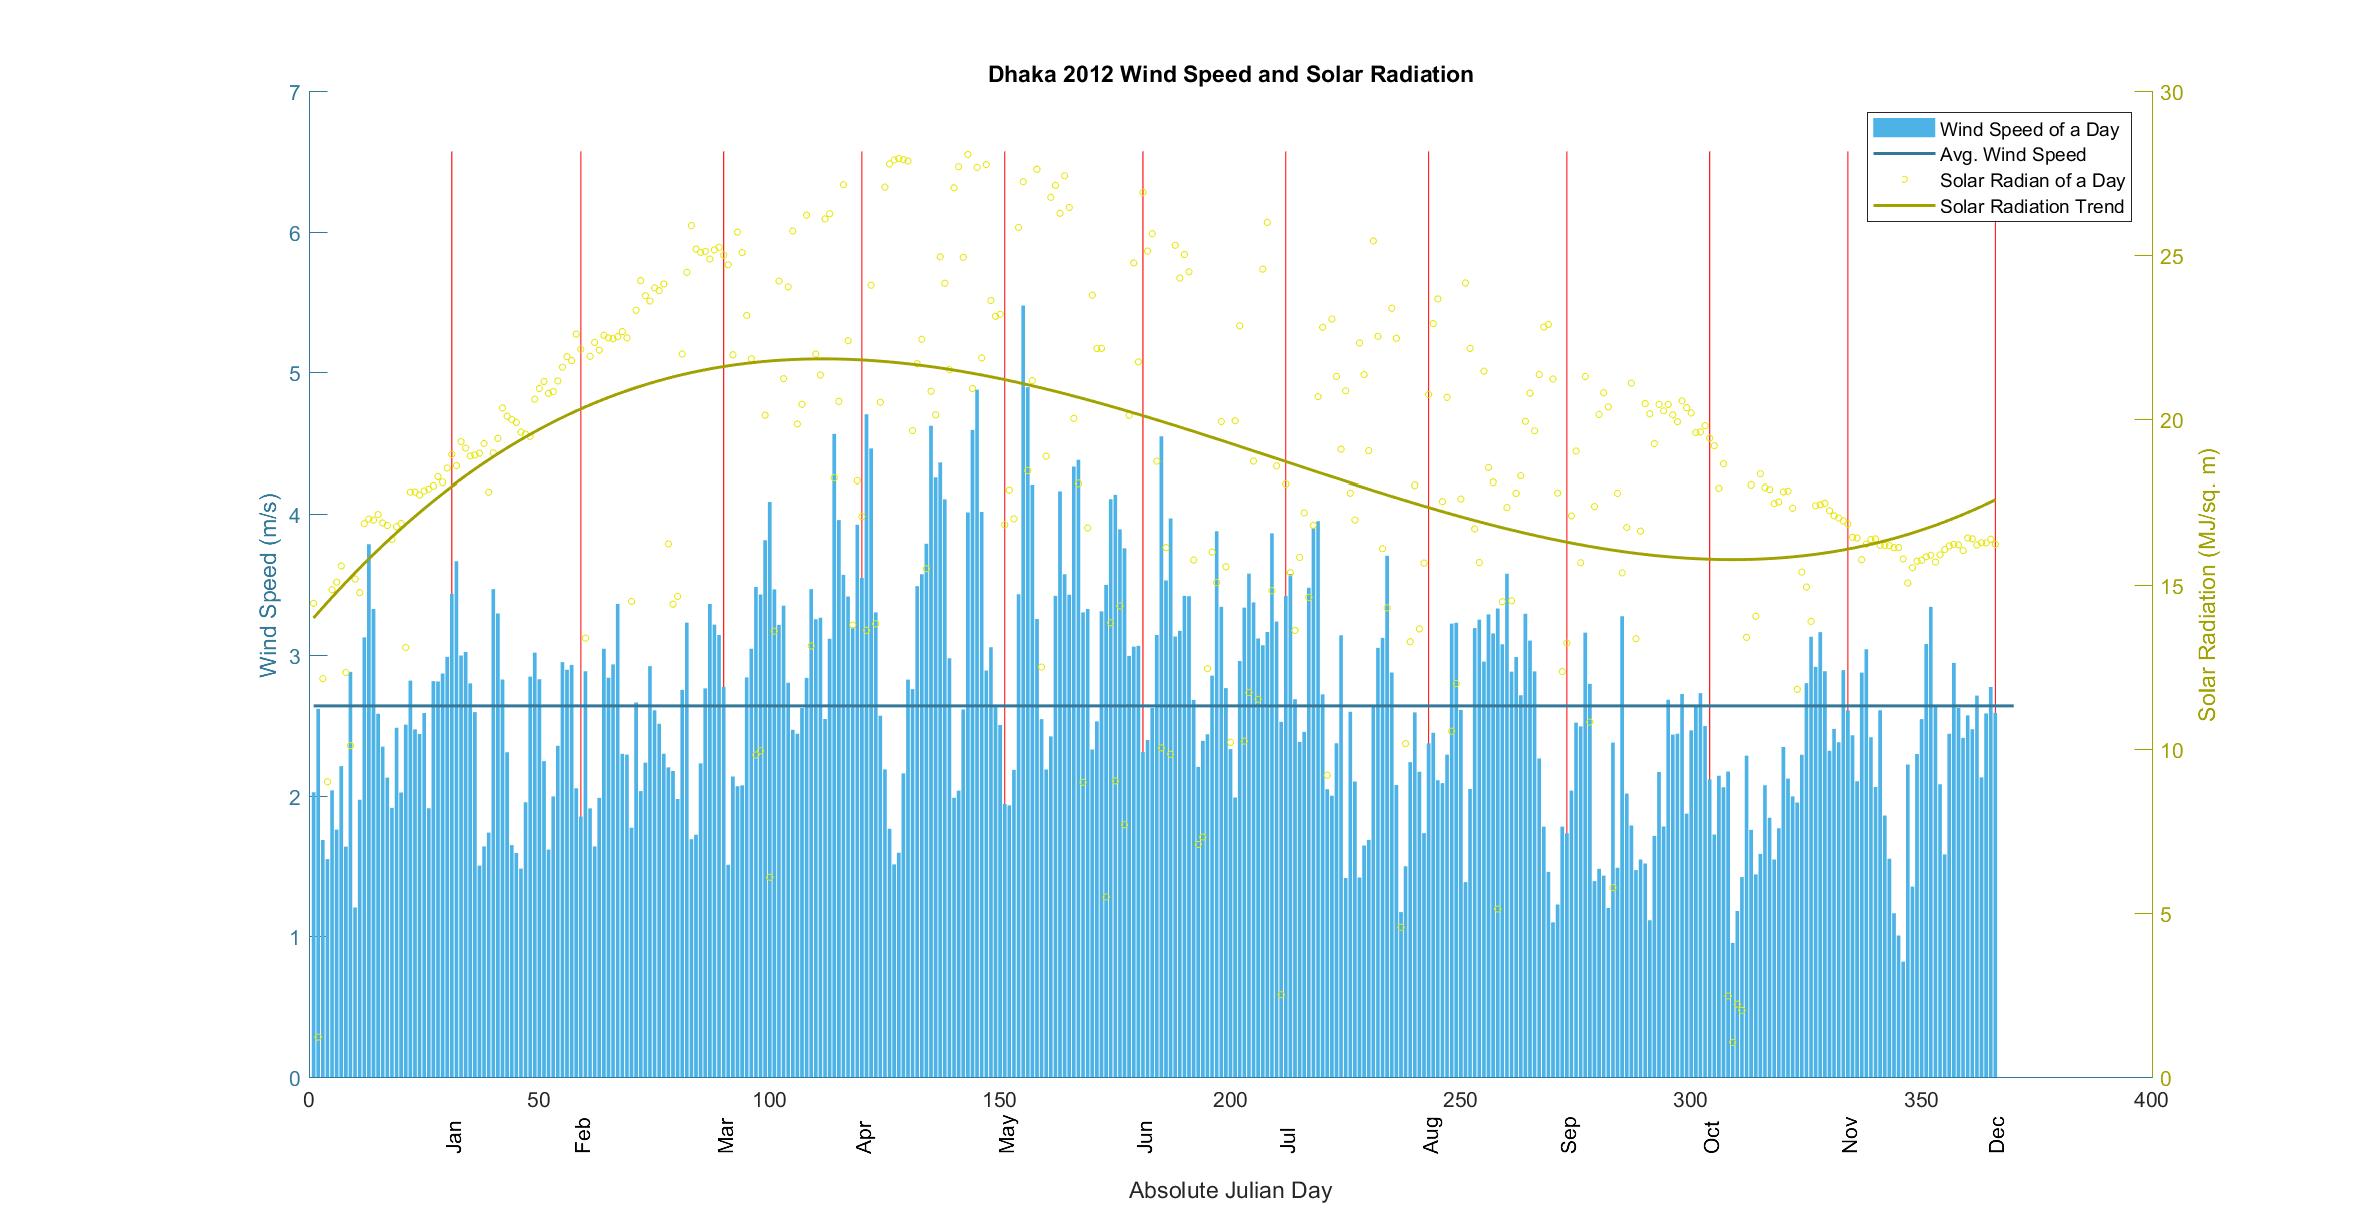 Dhaka 2012 Wind Speed and Solar Radiation
Wind Speed of a Day
Avg. Wind Speed
Solar Radian of a Day
Solar Radiation Trend
7
6
5
4
3
2
1
0
Wind Speed (m/s)
30
25
20
15
10
5
0
Solar Radiation (MJ/sq. m)
0 50 100 150 200 250 300 350 400
Jan Feb Mar Apr May Jun Jul Aug Sep Oct Nov Dec
Absolute Julian Day